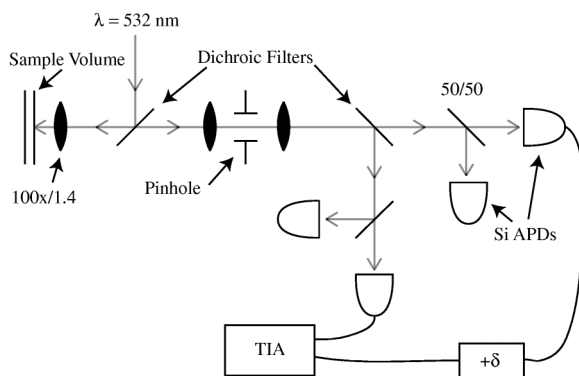 λ = 532 nm
Sample Volume
Dichroic Filters
50/50
100x/1.4
Pinhole
Si APDs
TIA
+δ